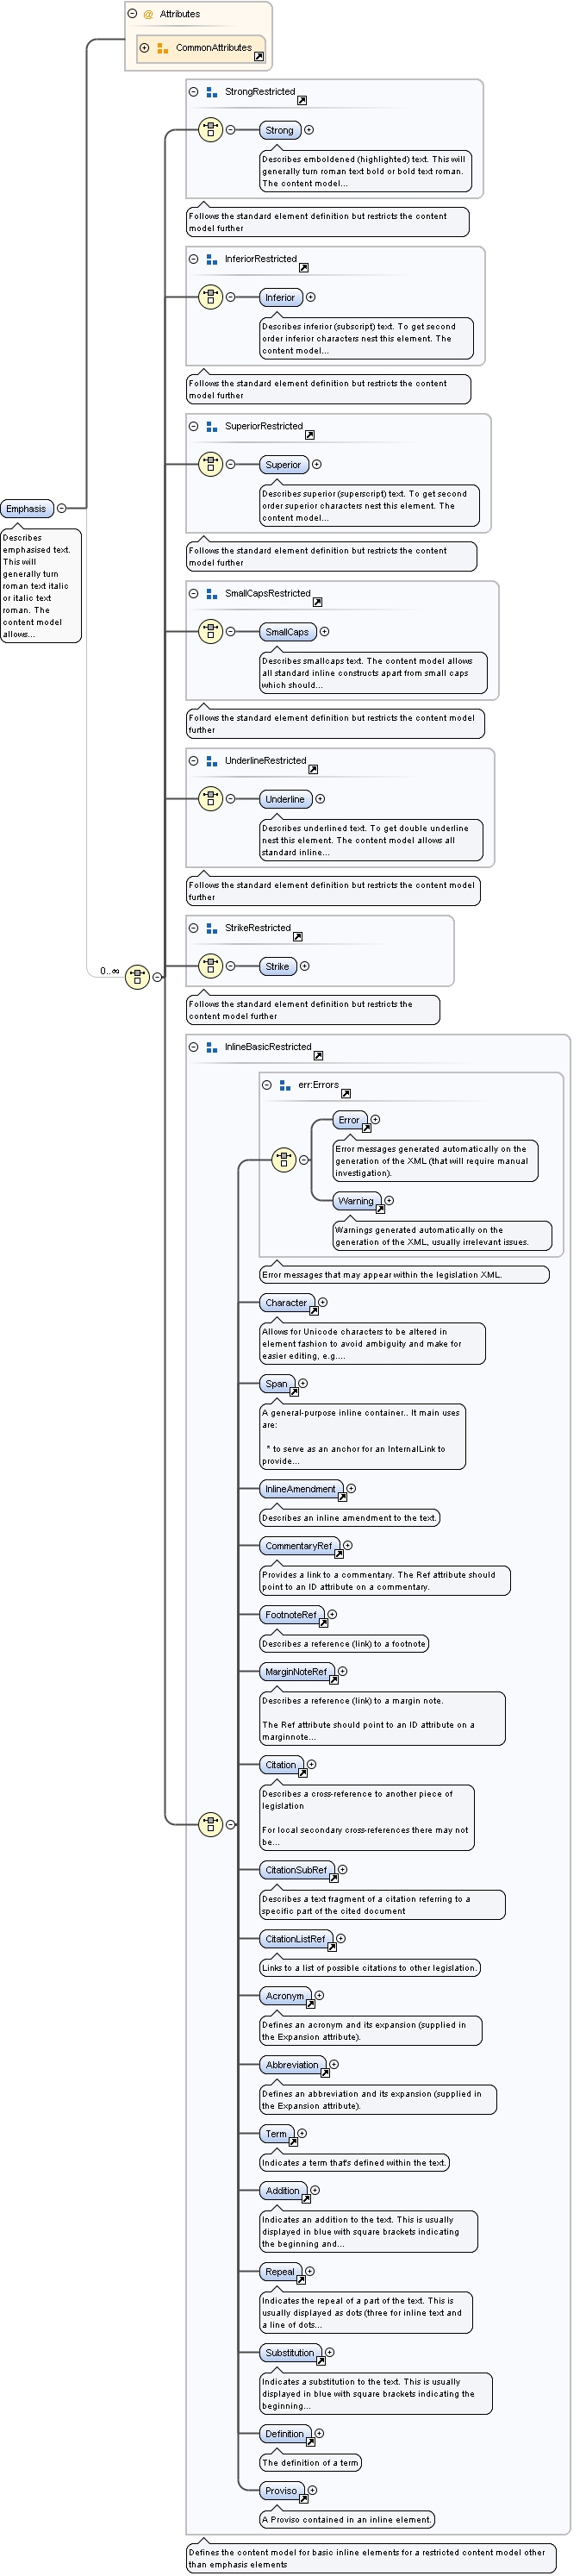 @ Attributes
CommonAttributes
StrongRestricted
Strong
Describes emboldened (highlighted) text. This will
generally turn roman text bold or bold text roman.
The content model...
Follows the standard element definition but restricts the content
model further
InferiorRestricted
Inferior
Describes inferior (subscript) text. To get second
order inferior characters nest this element. The
content model...
Follows the standard element definition but restricts the content
model further
SuperiorRestricted
Superior
Describes superior (superscript) text. To get second
order superior characters nest this element. The
content model...
Follows the standard element definition but restricts the content
model further
Emphasis
Describes
emphasised text.
This will
generally turn
roman text italic
or italic text
roman. The
content model
allows...
SmallCapsRestricted
SmallCaps
Describes smallcaps text. The content model allows
all standard inline constructs apart from small caps
which should...
Follows the standard element definition but restricts the content model
further
UnderlineRestricted
Underline
Describes underlined text. To get double underline
nest this element. The content model allows all
standard inline...
Follows the standard element definition but restricts the content model
further
StrikeRestricted
Strike
0..∞
Follows the standard element definition but restricts the
content model further
InlineBasicRestricted
err:Errors
Error
Error messages generated automatically on the
generation of the XML (that will require manual
investigation).
Warning
Warnings generated automatically on the
generation of the XML, usually irrelevant issues.
Error messages that may appear within the legislation XML.
Character
Allows for Unicode characters to be altered in
element fashion to avoid ambiguity and make for
easier editing, e.g....
Span
A general-purpose inline container.. It main uses
are:
* to serve as an anchor for an InternalLink to
provide...
InlineAmendment
Describes an inline amendment to the text.
CommentaryRef
Provides a link to a commentary. The Ref attribute should
point to an ID attribute on a commentary.
FootnoteRef
Describes a reference (link) to a footnote
MarginNoteRef
Describes a reference (link) to a margin note.
The Ref attribute should point to an ID attribute on a
marginnote...
Citation
Describes a cross-reference to another piece of
legislation
For local secondary cross-references there may not
be...
CitationSubRef
Describes a text fragment of a citation referring to a
specific part of the cited document
CitationListRef
Links to a list of possible citations to other legislation.
Acronym
Defines an acronym and its expansion (supplied in
the Expansion attribute).
Abbreviation
Defines an abbreviation and its expansion (supplied in
the Expansion attribute).
Term
Indicates a term that's defined within the text.
Addition
Indicates an addition to the text. This is usually
displayed in blue with square brackets indicating
the beginning and...
Repeal
Indicates the repeal of a part of the text. This is
usually displayed as dots (three for inline text and
a line of dots...
Substitution
Indicates a substitution to the text. This is usually
displayed in blue with square brackets indicating the
beginning...
Definition
The definition of a term
Proviso
A Proviso contained in an inline element.
Defines the content model for basic inline elements for a restricted content model other
than emphasis elements